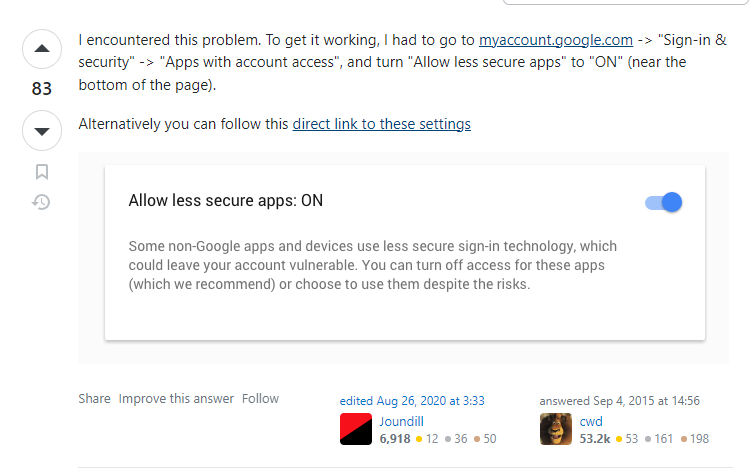 I encountered this problem. To get it working, I had to go to myaccount.google.com -> "Sign-in &
security" -> "Apps with account access", and turn "Allow less secure apps" to "ON" (near the
bottom of the page).
83
Alternatively you can follow this direct link to these settings
Allow less secure apps: ON
Some non-Google apps and devices use less secure sign-in technology, which
could leave your account vulnerable. You can turn off access for these apps
(which we recommend) or choose to use them despite the risks.
Share Improve this answer Follow
edited Aug 26, 2020 at 3:33
Joundill
6,918 12 36 50
answered Sep 4, 2015 at 14:56
cwd
53.2k 53 161 198